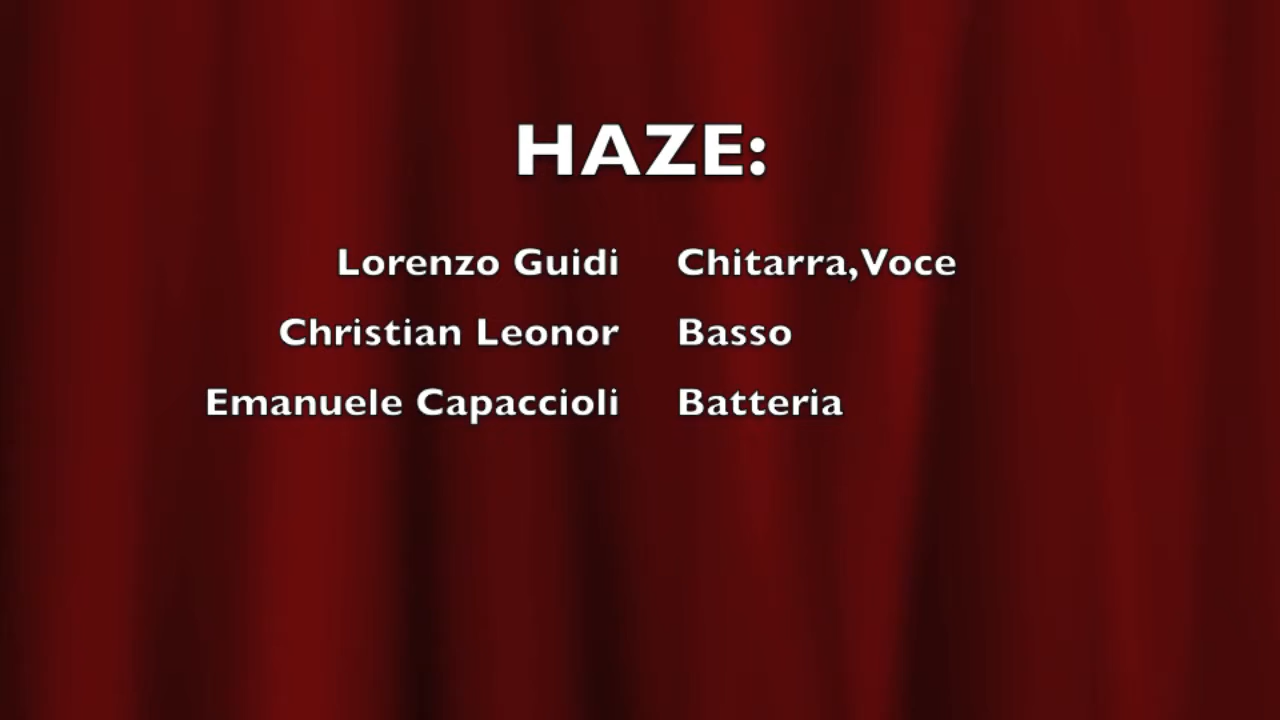 HAZE:
Lorenzo Guidi Chitarra,Voce
Christian Leonor Basso
Emanuele Capaccioli Batteria